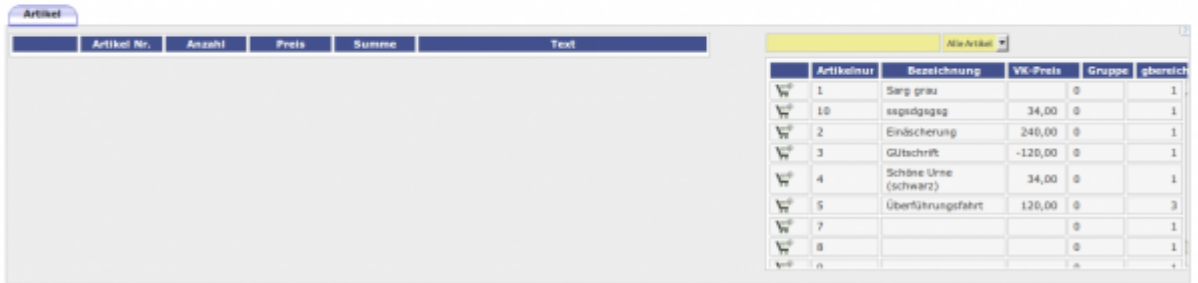 Artikel
Artikel Nr. Anzahl Preis Summe Text
Alle Artikel
Artikelnur Bezeichnung VK-Preis Gruppe gbereich
1 Sarg grau 0 1
10 ssgsdgsgsg 34,00 0 1
2 Einäscherung 240,00 0 1
3 GUtschrift -120,00 0 1
4 Schöne Urne (schwarz) 34,00 0 1
5 Überführungsfahrt 120,00 0 3
7 0 1
8 0 1